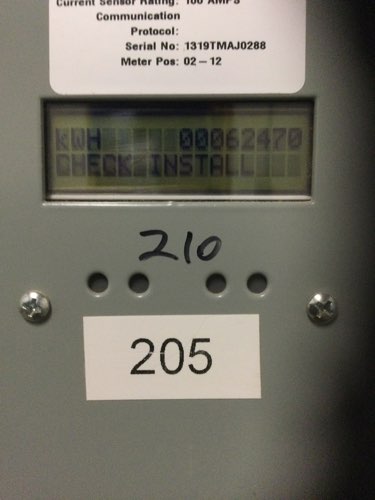 Current Sensor Rating: 100 AMPS
Communication
Protocol:
Serial No: 1319TMAJ0288
Meter Pos: 02-12
KWH 00062470
CHECK INSTALL
210
205